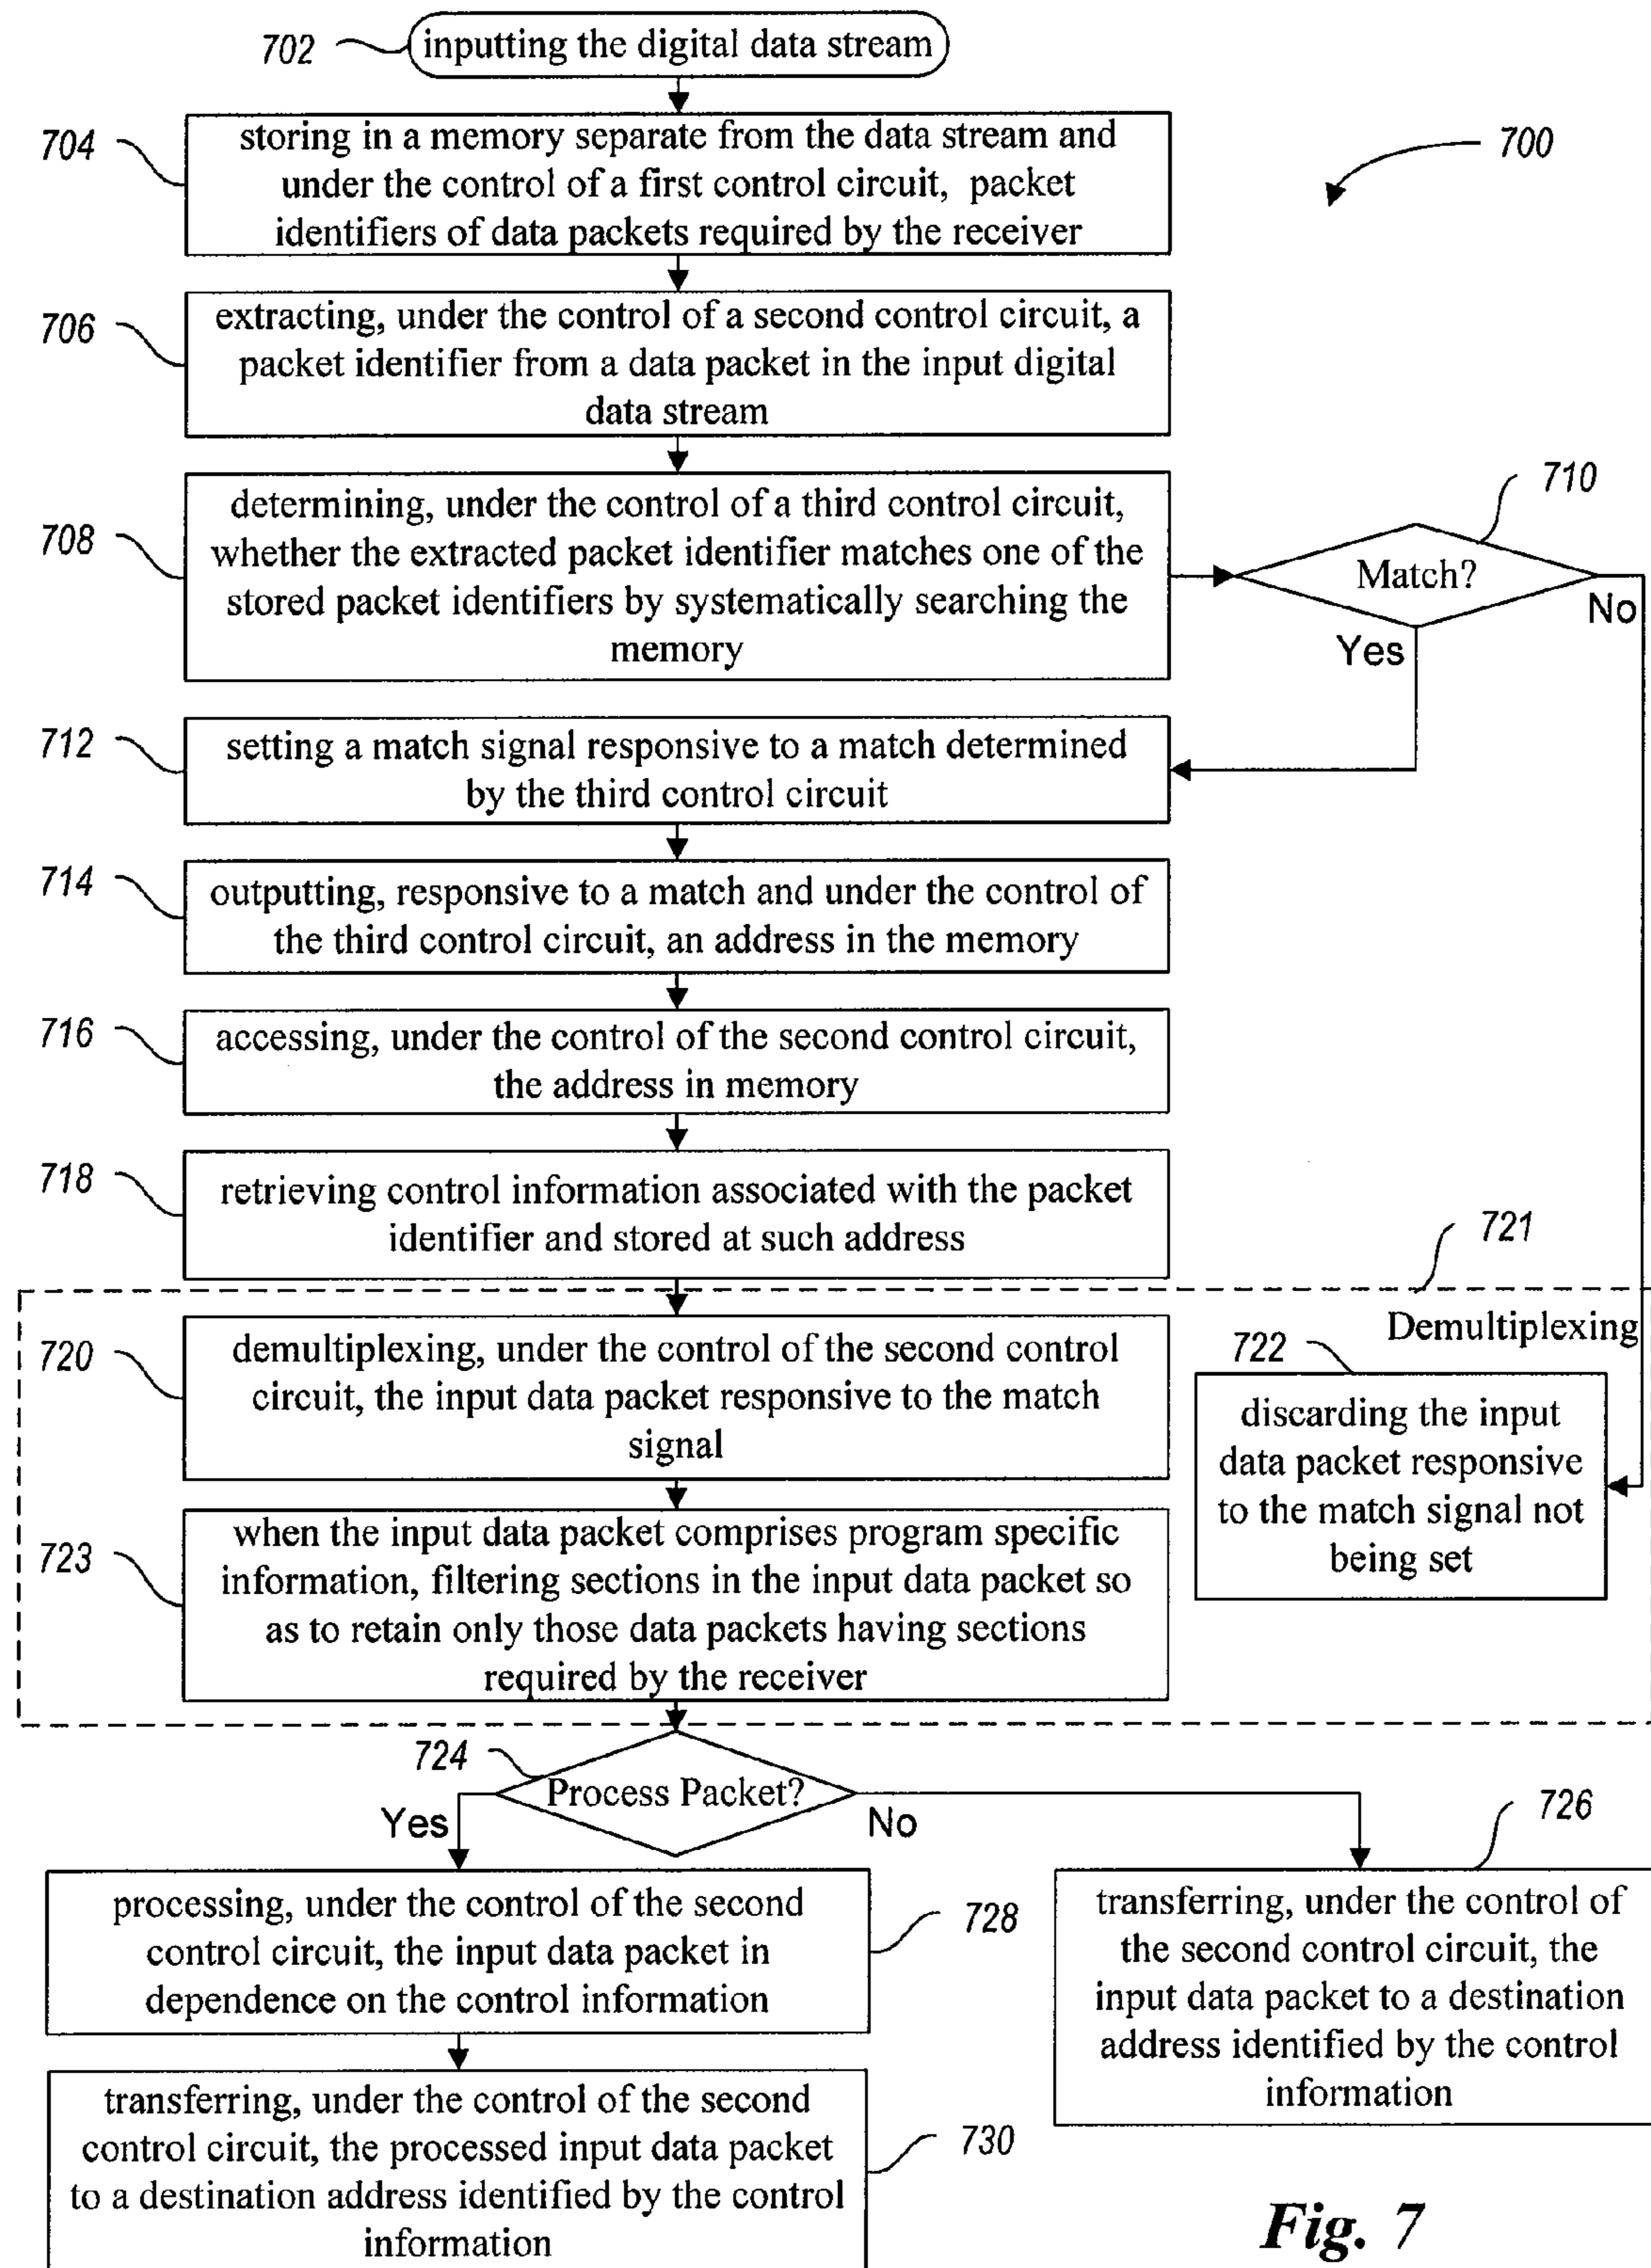 702
inputting the digital data stream
704
storing in a memory separate from the data stream and
under the control of a first control circuit, packet
identifiers of data packets required by the receiver
700
706
extracting, under the control of a second control circuit, a
packet identifier from a data packet in the input digital
data stream
708
determining, under the control of a third control circuit,
whether the extracted packet identifier matches one of the
stored packet identifiers by systematically searching the
memory
710
Match?
No
Yes
712
setting a match signal responsive to a match determined
by the third control circuit
714
outputting, responsive to a match and under the control of
the third control circuit, an address in the memory
716
accessing, under the control of the second control circuit,
the address in memory
718
retrieving control information associated with the packet
identifier and stored at such address
721
Demultiplexing
720
demultiplexing, under the control of the second control
circuit, the input data packet responsive to the match
signal
722
discarding the input
data packet responsive
to the match signal not
being set
723
when the input data packet comprises program specific
information, filtering sections in the input data packet so
as to retain only those data packets having sections
required by the receiver
724
Process Packet?
Yes
No
726
transferring, under the control of
the second control circuit, the
input data packet to a destination
address identified by the control
information
728
processing, under the control of the second
control circuit, the input data packet in
dependence on the control information
730
transferring, under the control of the second
control circuit, the processed input data packet
to a destination address identified by the control
information
Fig. 7